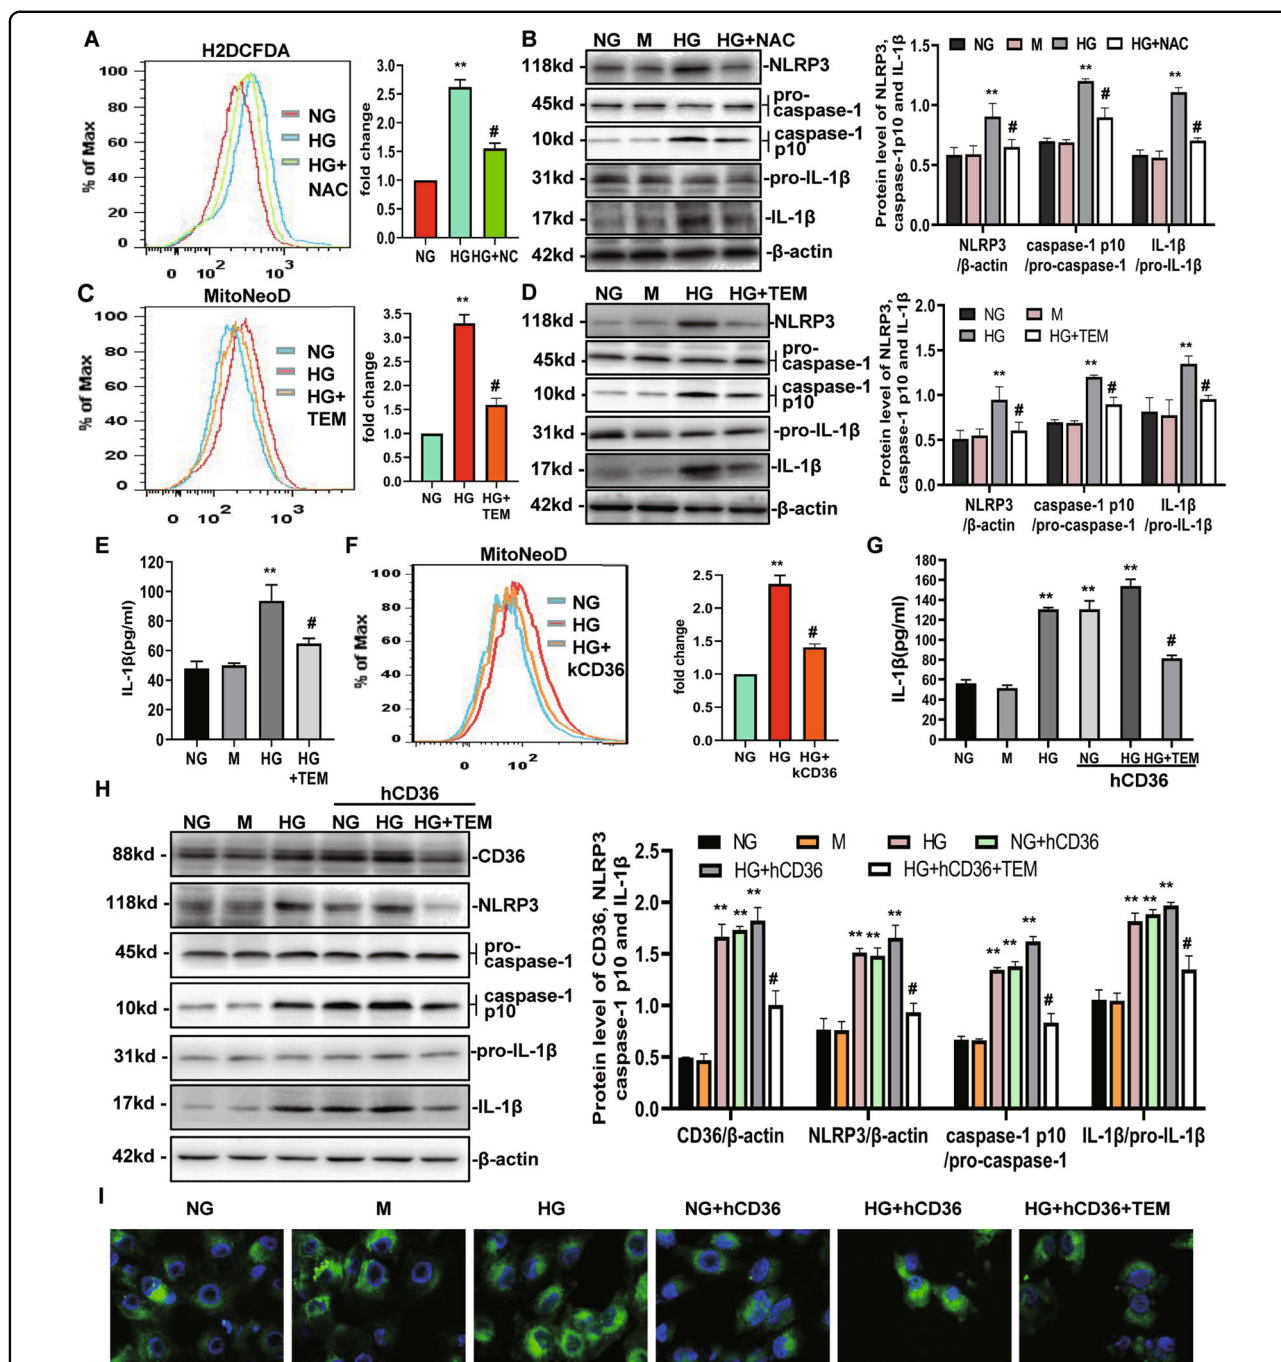 A
H2DCFDA
100
80
60
40
20
0
% of Max
0 10² 10³
NG
HG
HG+
NAC
3.0
2.5
2.0
1.5
1.0
0.5
0.0
fold change
**
#
NG HG HG+NC
B
NG M HG HG+NAC
118kd -NLRP3
45kd pro-
caspase-1
10kd caspase-1
p10
31kd -pro-IL-1β
17kd -IL-1β
42kd -β-actin
NG M HG HG+NAC
Protein level of NLRP3,
caspase-1p10 and IL-1β
1.5
1.0
0.5
0.0
** # ** # ** #
NLRP3 caspase-1 p10 IL-1β
/β-actin /pro-caspase-1 /pro-IL-1β
C
MitoNeoD
100
80
60
40
20
0
% of Max
0 10² 10³
NG
HG
HG+
TEM
3.5
3.0
2.5
2.0
1.5
1.0
0.5
0.0
fold change
**
#
NG HG HG+
TEM
D
NG M HG HG+TEM
118kd -NLRP3
45kd pro-
caspase-1
10kd caspase-1
p10
31kd -pro-IL-1β
17kd -IL-1β
42kd -β-actin
NG M
HG HG+TEM
Protein level of NLRP3,
caspase-1 p10 and IL-1β
2.0
1.5
1.0
0.5
0.0
** # ** # ** #
NLRP3 caspase-1 p10 IL-1β
/β-actin /pro-caspase-1 /pro-IL-1β
E
IL-1β(pg/ml)
120
100
80
60
40
20
0
**
#
NG M HG HG
+TEM
F
MitoNeoD
100
80
60
40
20
0
% of Max
0 10²
NG
HG
HG+
kCD36
2.5
2.0
1.5
1.0
0.5
0.0
fold change
**
#
NG HG HG+
kCD36
G
IL-1β(pg/ml)
180
160
140
120
100
80
60
40
20
0
** ** ** #
NG M HG NG HG HG+TEM
hCD36
H
hCD36
NG M HG NG HG HG+TEM
88kd - -CD36
118kd- -NLRP3
45kd - pro-
caspase-1
10kd - caspase-1
p10
31kd - -pro-IL-1β
17kd - -IL-1β
42kd - -β-actin
NG M HG NG+hCD36
HG+hCD36 HG+hCD36+TEM
Protein level of CD36, NLRP3
caspase-1 p10 and IL-1β
2.5
2.0
1.5
1.0
0.5
0.0
** ** ** # ** ** ** # ** ** ** # ** ** ** #
CD36/β-actin NLRP3/β-actin caspase-1 p10 IL-1β/pro-IL-1β
/pro-caspase-1
I
NG M HG NG+hCD36 HG+hCD36 HG+hCD36+TEM